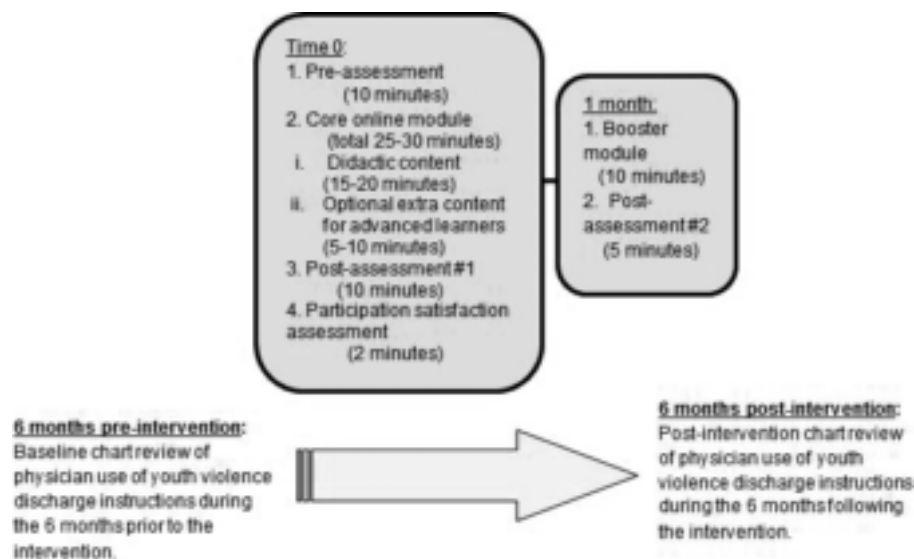 Time 0:
1. Pre-assessment
(10 minutes)
2. Core online module
(total 25-30 minutes)
i. Didactic content
(15-20 minutes)
ii. Optional extra content
for advanced learners
(5-10 minutes)
3. Post-assessment #1
(10 minutes)
4. Participation satisfaction
assessment
(2 minutes)
1 month:
1. Booster
module
(10 minutes)
2. Post-
assessment #2
(5 minutes)
6 months pre-intervention:
Baseline chart review of
physician use of youth violence
discharge instructions during
the 6 months prior to the
intervention.
6 months post-intervention:
Post-intervention chart review
of physician use of youth
violence discharge instructions
during the 6 months following
the intervention.